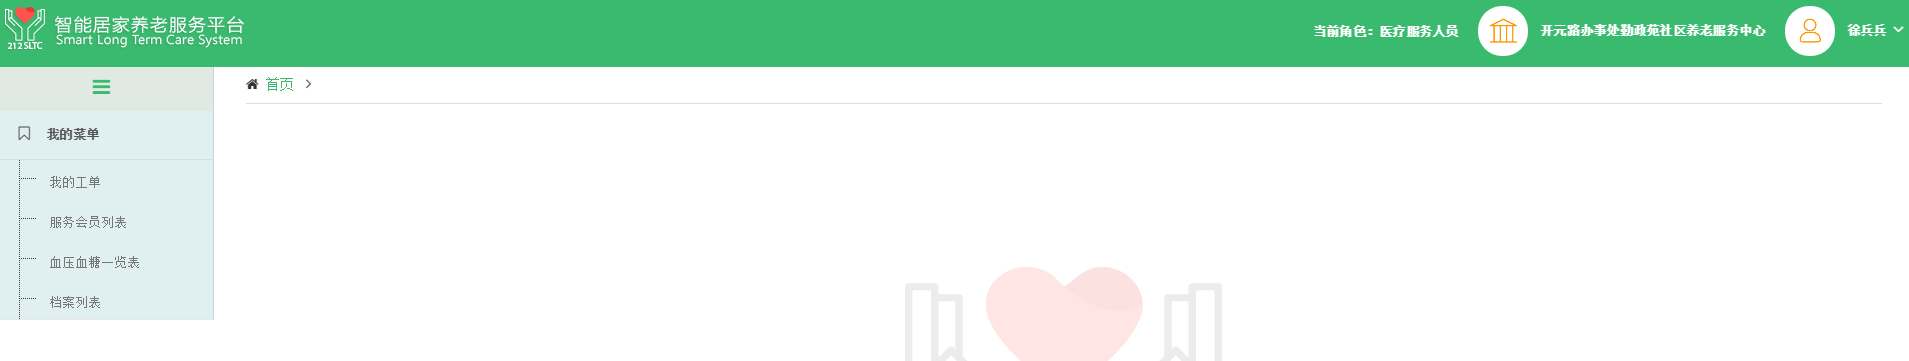 智能居家养老服务平台
Smart Long Term Care System
212 SLTC
当前角色：医疗服务人员
开元路办事处勤政苑社区养老服务中心
徐兵兵
首页
我的菜单
我的工单
服务会员列表
血压血糖一览表
档案列表